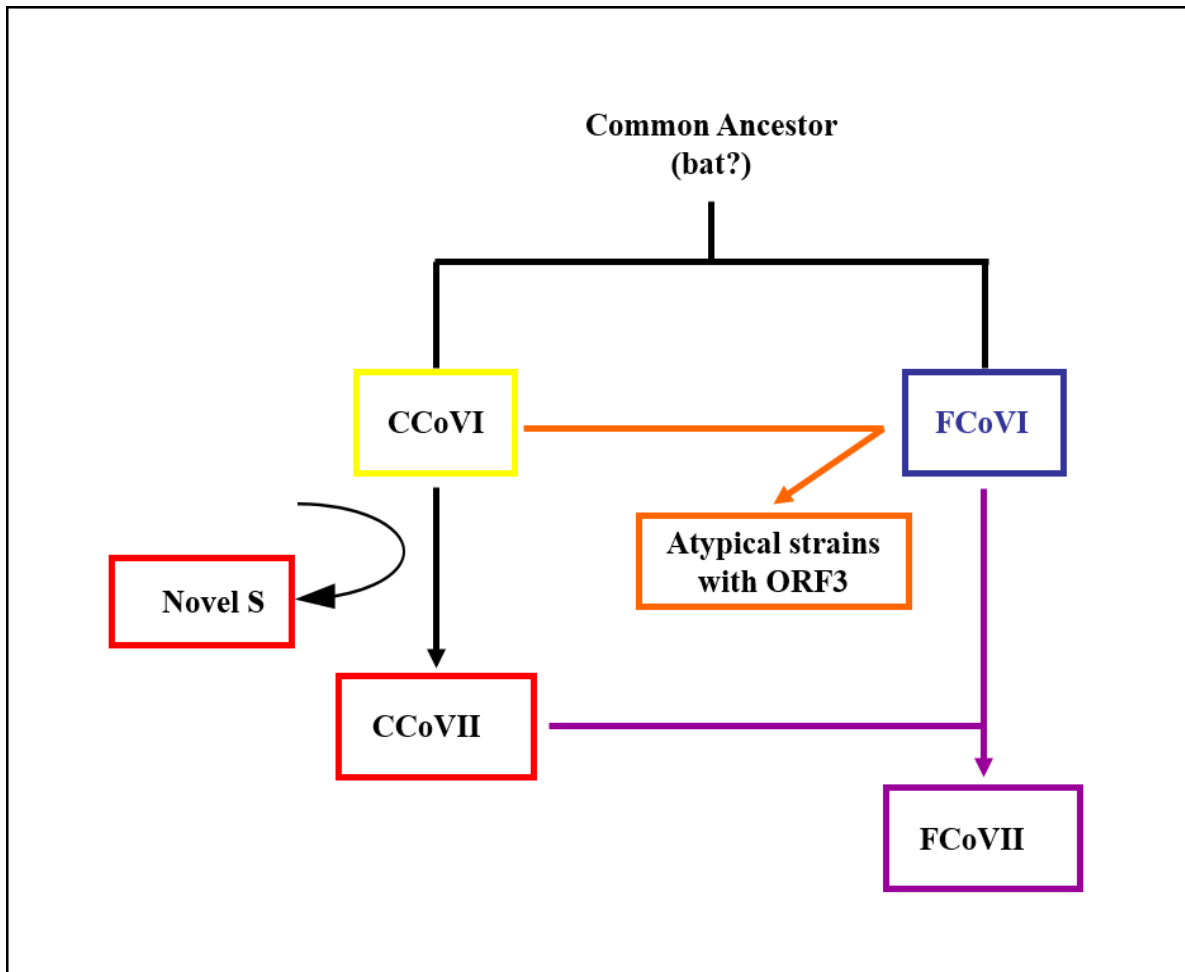 Common Ancestor
(bat?)
CCoVI
FCoVI
Atypical strains
with ORF3
Novel S
CCoVII
FCoVII